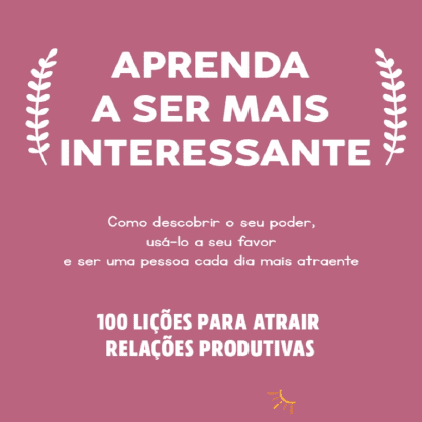 APRENDA
A SER MAIS
INTERESSANTE
Como descobrir o seu poder,
usá-lo a seu favor
e ser uma pessoa cada dia mais atraente
100 LIÇÕES PARA ATRAIR
RELAÇÕES PRODUTIVAS